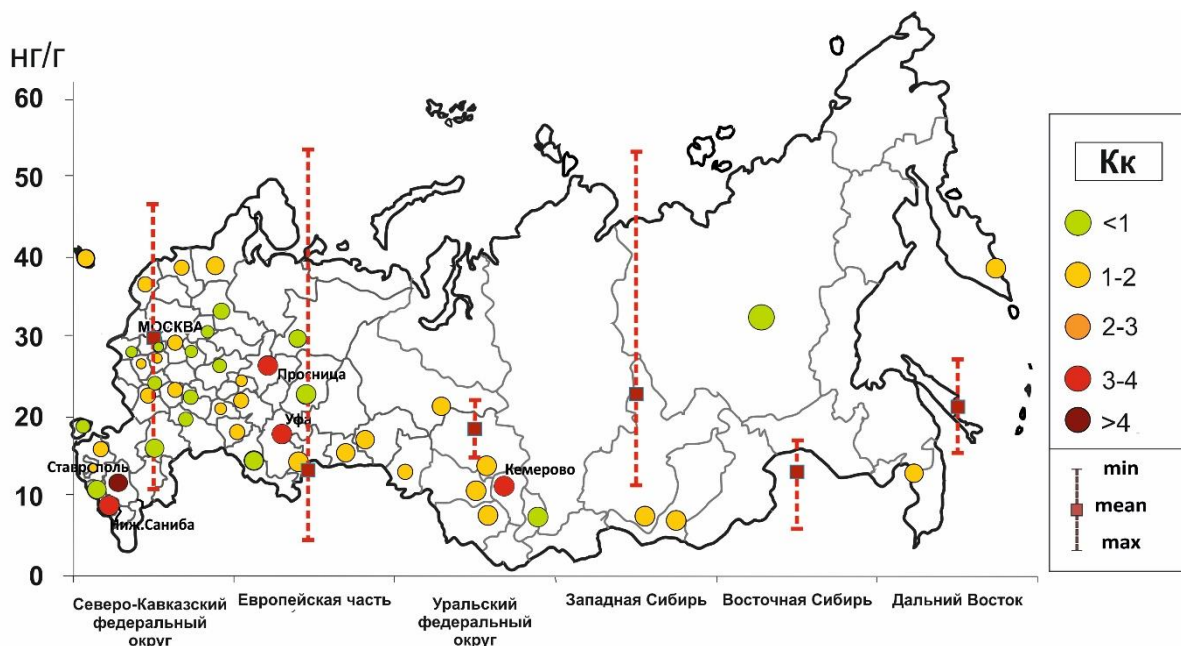 нг/г
60
50
40
30
20
10
0
МОСКВА
Просница
Уфа
Ставрополь
Ниж.Саниба
Кемерово
Северо-Кавказский
федеральный
округ
Европейская часть
Уральский
федеральный
округ
Западная Сибирь
Восточная Сибирь
Дальний Восток
Кк
<1
1-2
2-3
3-4
>4
min
mean
max